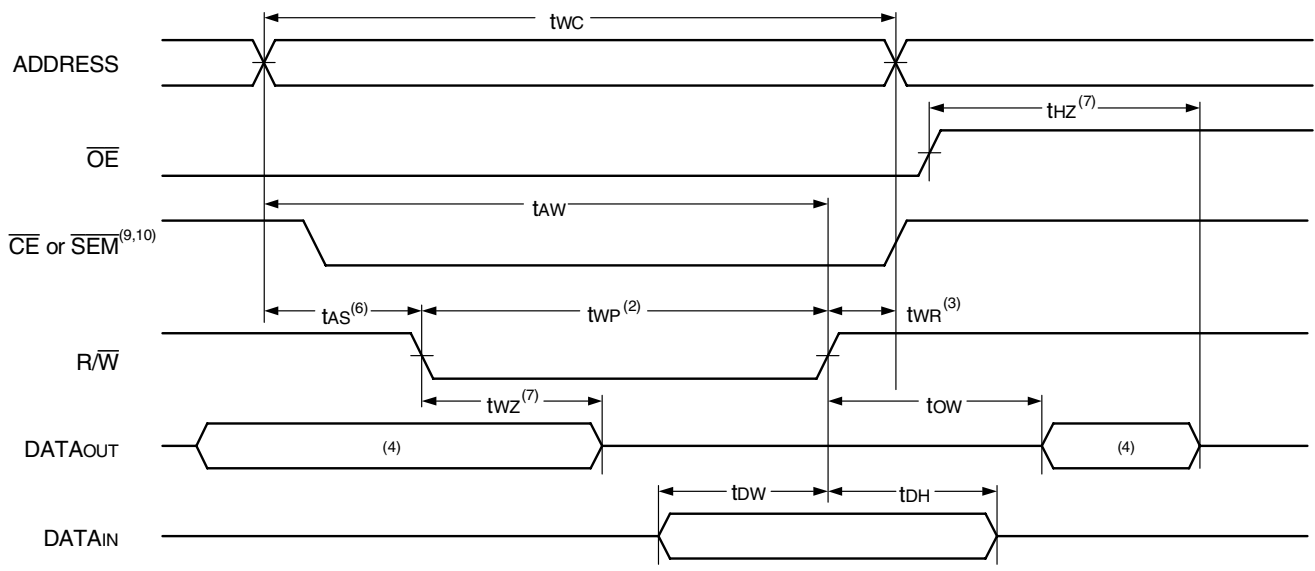 tWC
ADDRESS
tHZ(7)
OE
tAW
CE or SEM(9,10)
tAS(6) tWP(2) tWR(3)
R/W
tWZ(7) tOW
DATAOUT (4) (4)
tDW tDH
DATAIN